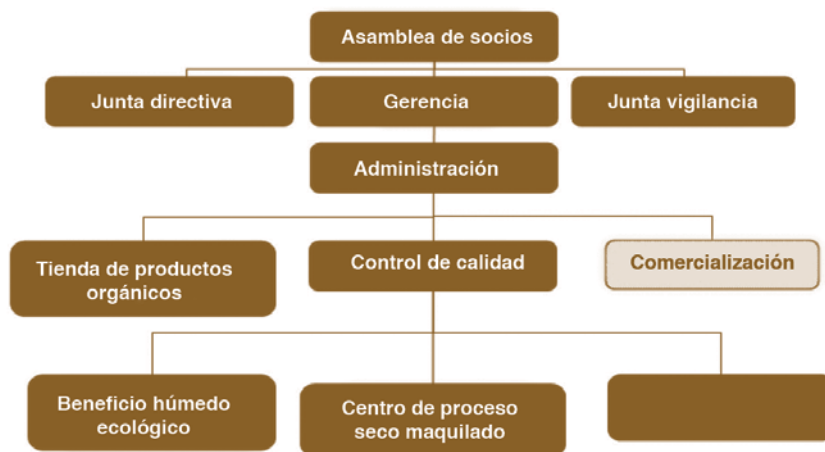 Asamblea de socios
Junta directiva
Gerencia
Junta vigilancia
Administración
Tienda de productos
orgánicos
Control de calidad
Comercialización
Beneficio húmedo
ecológico
Centro de proceso
seco maquilado